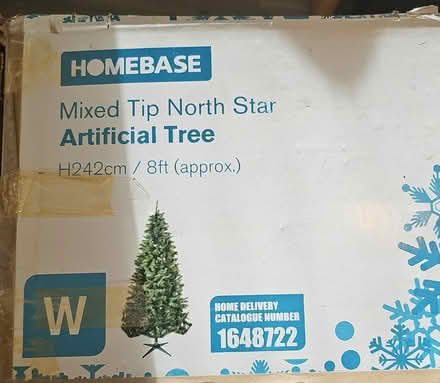 HOMEBASE
Mixed Tip North Star
Artificial Tree
H242cm / 8ft (approx.)
W
HOME DELIVERY
CATALOGUE NUMBER
1648722